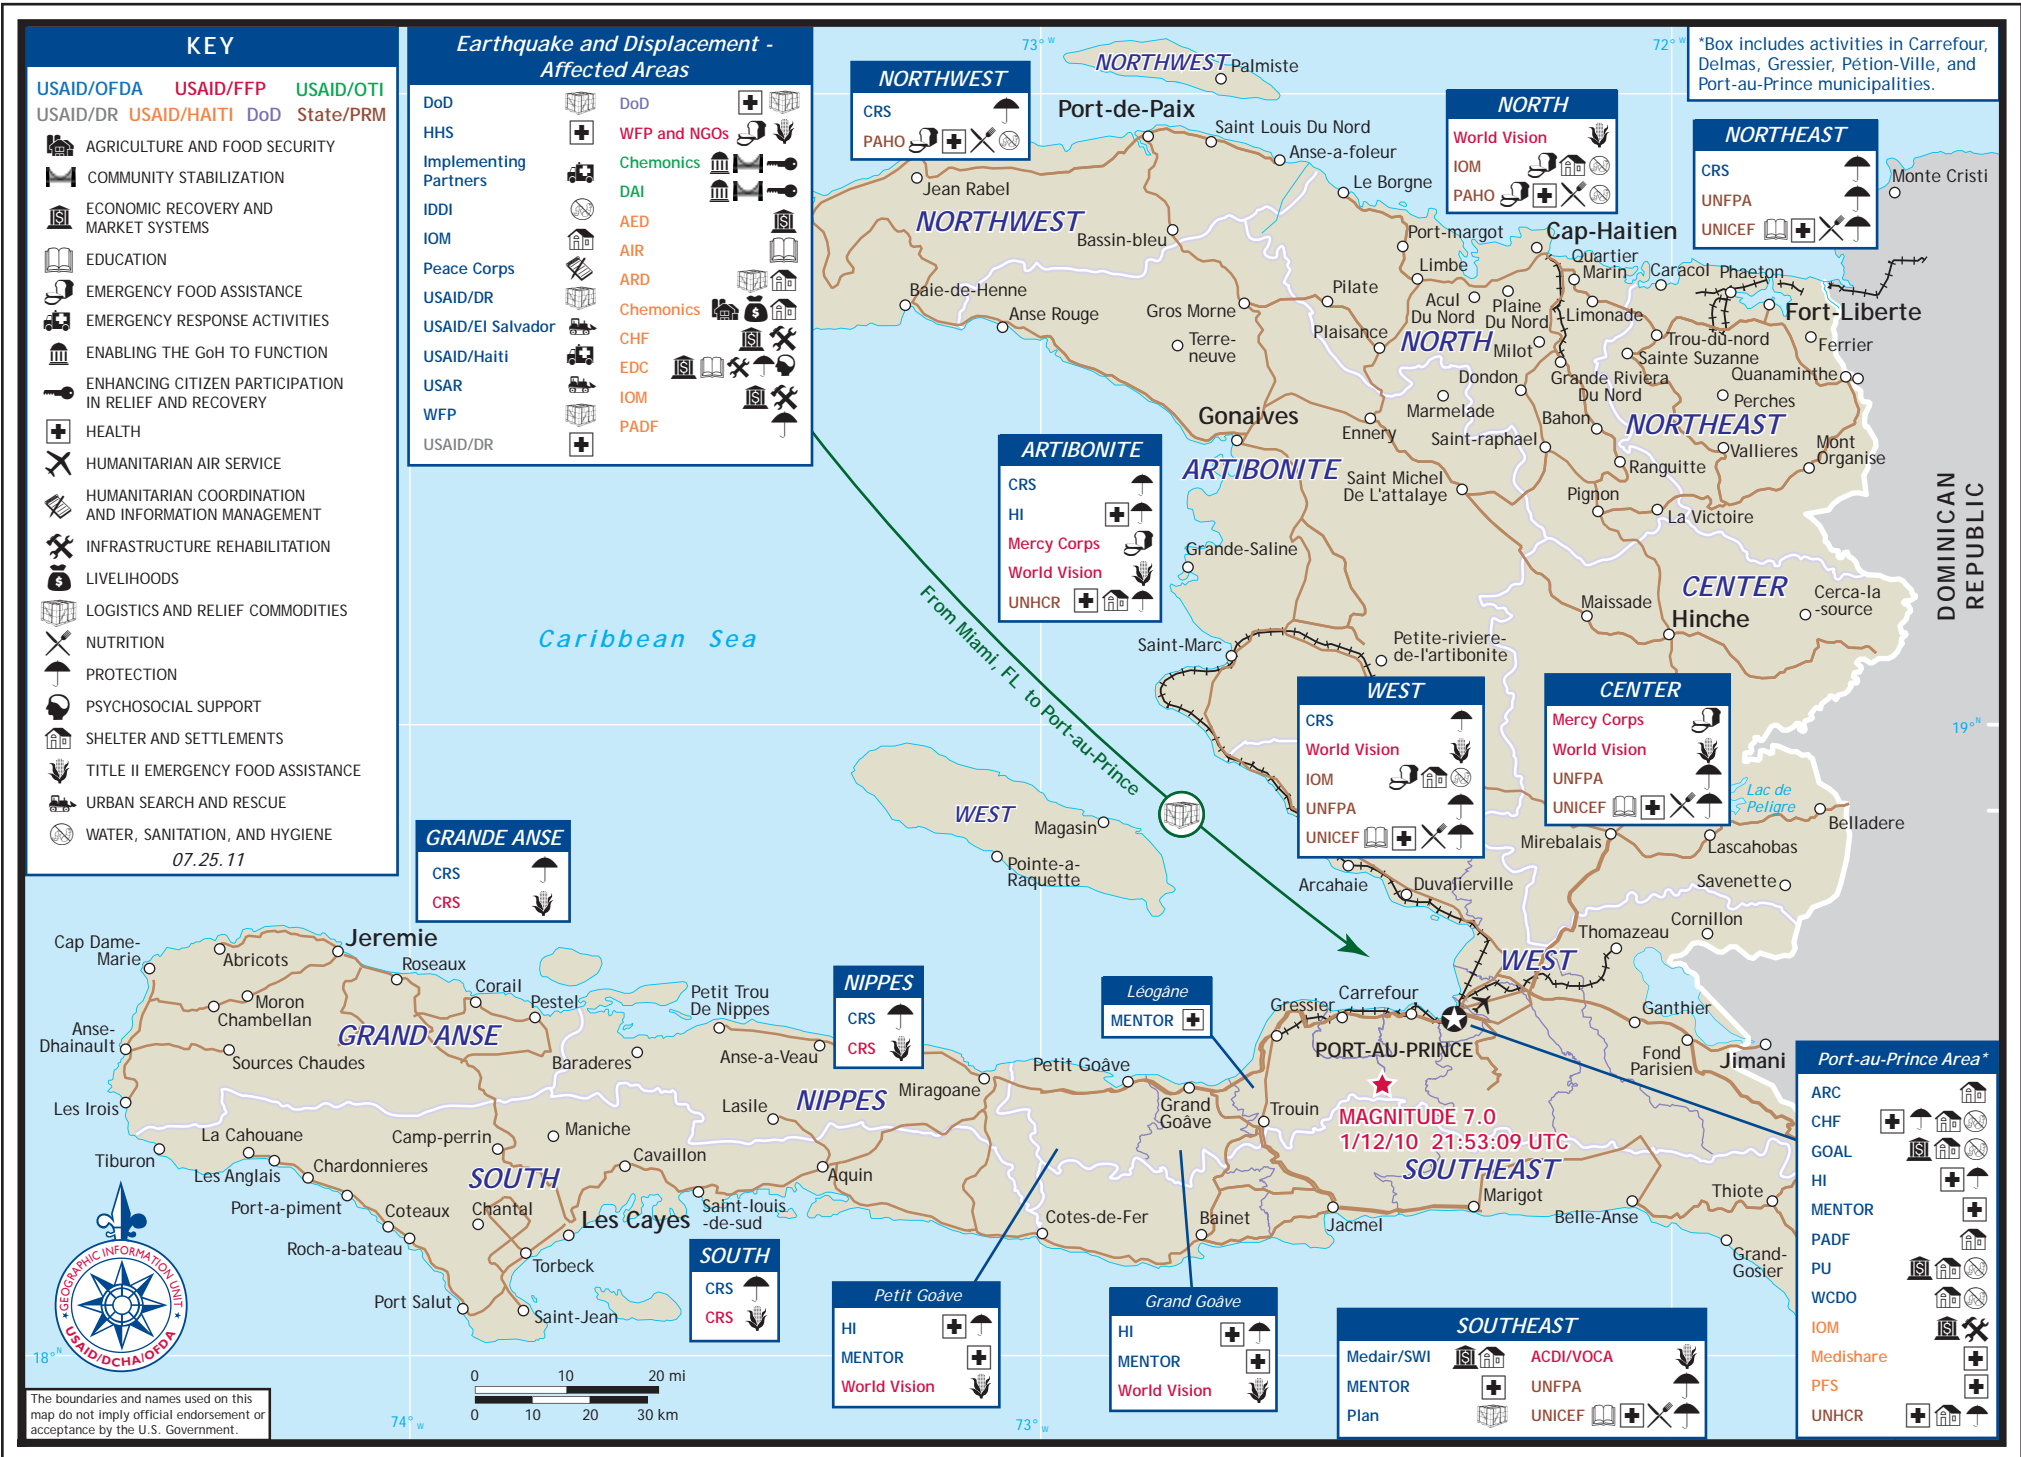 KEY
USAID/OFDA USAID/FFP USAID/OTI
USAID/DR USAID/HAITI DoD State/PRM
AGRICULTURE AND FOOD SECURITY
COMMUNITY STABILIZATION
ECONOMIC RECOVERY AND
MARKET SYSTEMS
EDUCATION
EMERGENCY FOOD ASSISTANCE
EMERGENCY RESPONSE ACTIVITIES
ENABLING THE GoH TO FUNCTION
ENHANCING CITIZEN PARTICIPATION
IN RELIEF AND RECOVERY
HEALTH
HUMANITARIAN AIR SERVICE
HUMANITARIAN COORDINATION
AND INFORMATION MANAGEMENT
INFRASTRUCTURE REHABILITATION
LIVELIHOODS
LOGISTICS AND RELIEF COMMODITIES
NUTRITION
PROTECTION
PSYCHOSOCIAL SUPPORT
SHELTER AND SETTLEMENTS
TITLE II EMERGENCY FOOD ASSISTANCE
URBAN SEARCH AND RESCUE
WATER, SANITATION, AND HYGIENE
07.25.11
Earthquake and Displacement -
Affected Areas
DoD
HHS
Implementing
Partners
IDDI
IOM
Peace Corps
USAID/DR
USAID/El Salvador
USAID/Haiti
USAR
WFP
USAID/DR
DoD
WFP and NGOs
Chemonics
DAI
AED
AIR
ARD
Chemonics
CHF
EDC
IOM
PADF
NORTHWEST
CRS
PAHO
73° W
NORTHWEST
Palmiste
72° W
*Box includes activities in Carrefour,
Delmas, Gressier, Pétion-Ville, and
Port-au-Prince municipalities.
NORTH
World Vision
IOM
PAHO
NORTHEAST
CRS
UNFPA
UNICEF
Port-de-Paix
Saint Louis Du Nord
Anse-a-foleur
Le Borgne
Jean Rabel
NORTHWEST
Bassin-bleu
Port-margot
Cap-Haitien
Monte Cristi
Quartier
Marin
Caracol
Phaeton
Limbe
Baie-de-Henne
Anse Rouge
Gros Morne
Pilate
Acul
Du Nord
Plaine
Du Nord
Limonade
Fort-Liberte
Terre-
neuve
Plaisance
NORTH
Milot
Trou-du-nord
Sainte Suzanne
Ferrier
Quanaminthe
Dondon
Grande Riviera
Du Nord
Perches
Gonaives
Ennery
Marmelade
Bahon
NORTHEAST
Saint-raphael
Vallieres
Mont
Organise
Ranguitte
ARTIBONITE
Saint Michel
De L'attalaye
Pignon
La Victoire
DOMINICAN
REPUBLIC
ARTIBONITE
CRS
HI
Mercy Corps
World Vision
UNHCR
Grande-Saline
CENTER
Cerca-la
-source
Maissade
Hinche
Caribbean Sea
From Miami, FL to Port-au-Prince
Saint-Marc
Petite-riviere-
de-l'artibonite
WEST
CRS
World Vision
IOM
UNFPA
UNICEF
CENTER
Mercy Corps
World Vision
UNFPA
UNICEF
19° N
Lac de
Peligre
Belladere
WEST
Magasin
Pointe-a-
Raquette
Mirebalais
Lascahobas
Arcahaie
Duvalierville
Savenette
Cornillon
Thomazeau
WEST
GRANDE ANSE
CRS
CRS
Cap Dame-
Marie
Abricots
Jeremie
Roseaux
Corail
Pestel
Moron
Chambellan
Anse-
Dhainault
GRAND ANSE
Sources Chaudes
Baraderes
Petit Trou
De Nippes
Anse-a-Veau
NIPPES
CRS
CRS
Léogâne
MENTOR
Gressier
Carrefour
PORT-AU-PRINCE
Ganthier
Fond
Parisien
Jimani
Les Irois
Tiburon
La Cahouane
Les Anglais
Chardonnieres
Port-a-piment
Camp-perrin
Maniche
Lasile
NIPPES
Miragoane
Petit Goâve
Grand
Goâve
Trouin
MAGNITUDE 7.0
1/12/10 21:53:09 UTC
SOUTHEAST
SOUTH
Cavaillon
Aquin
Coteaux
Chantal
Les Cayes
Saint-louis
-de-sud
Roch-a-bateau
Torbeck
Port Salut
Saint-Jean
Cotes-de-Fer
Bainet
Jacmel
Marigot
Belle-Anse
Thiote
Grand-
Gosier
Port-au-Prince Area*
ARC
CHF
GOAL
HI
MENTOR
PADF
PU
WCDO
IOM
Medishare
PFS
UNHCR
SOUTH
CRS
CRS
Petit Goâve
HI
MENTOR
World Vision
Grand Goâve
HI
MENTOR
World Vision
SOUTHEAST
Medair/SWI
MENTOR
Plan
ACDI/VOCA
UNFPA
UNICEF
GEOGRAPHIC INFORMATION UNIT
USAID/DCHA/OFDA
18° N
The boundaries and names used on this
map do not imply official endorsement or
acceptance by the U.S. Government.
0 10 20 mi
0 10 20 30 km
74° W
73° W